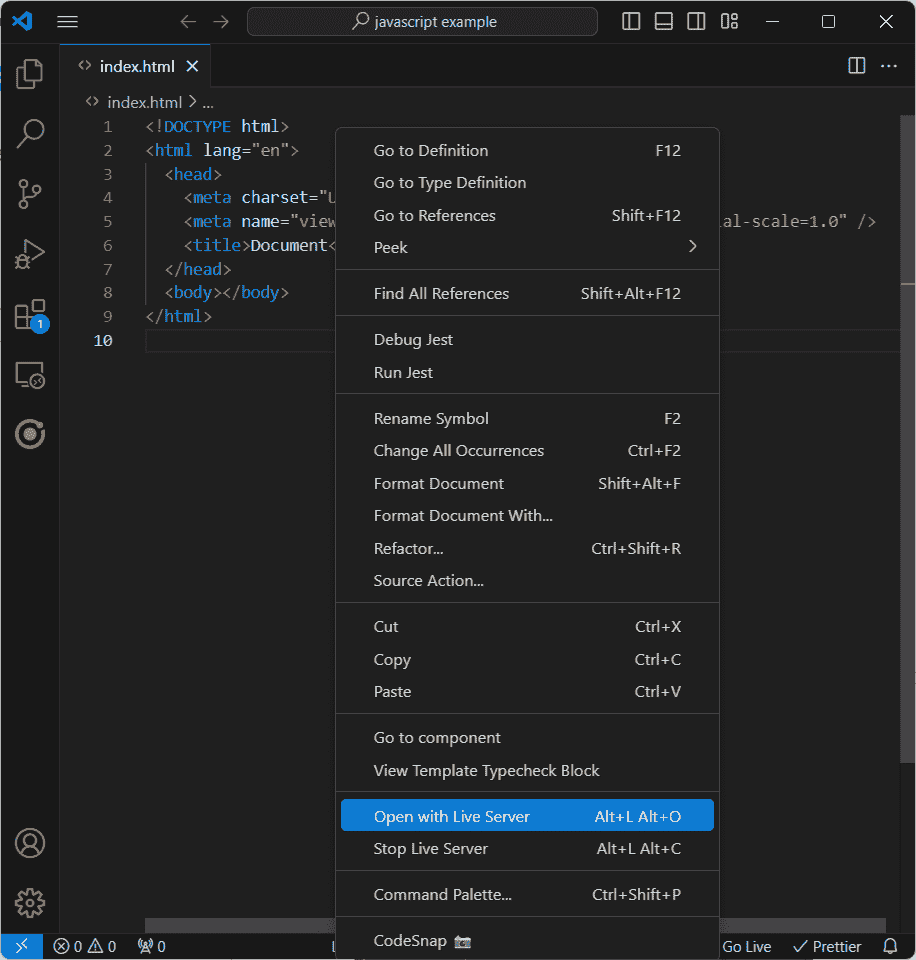 javascript example
index.html
index.html > ...
1 <!DOCTYPE html>
2 <html lang="en">
3 <head>
4 <meta charset="U
5 <meta name="view al-scale=1.0" />
6 <title>Document<
7 </head>
8 <body></body>
9 </html>
10
Go to Definition F12
Go to Type Definition
Go to References Shift+F12
Peek
Find All References Shift+Alt+F12
Debug Jest
Run Jest
Rename Symbol F2
Change All Occurrences Ctrl+F2
Format Document Shift+Alt+F
Format Document With...
Refactor... Ctrl+Shift+R
Source Action...
Cut Ctrl+X
Copy Ctrl+C
Paste Ctrl+V
Go to component
View Template Typecheck Block
Open with Live Server Alt+L Alt+O
Stop Live Server Alt+L Alt+C
Command Palette... Ctrl+Shift+P
CodeSnap 📷
1
0 0 0 Go Live Prettier